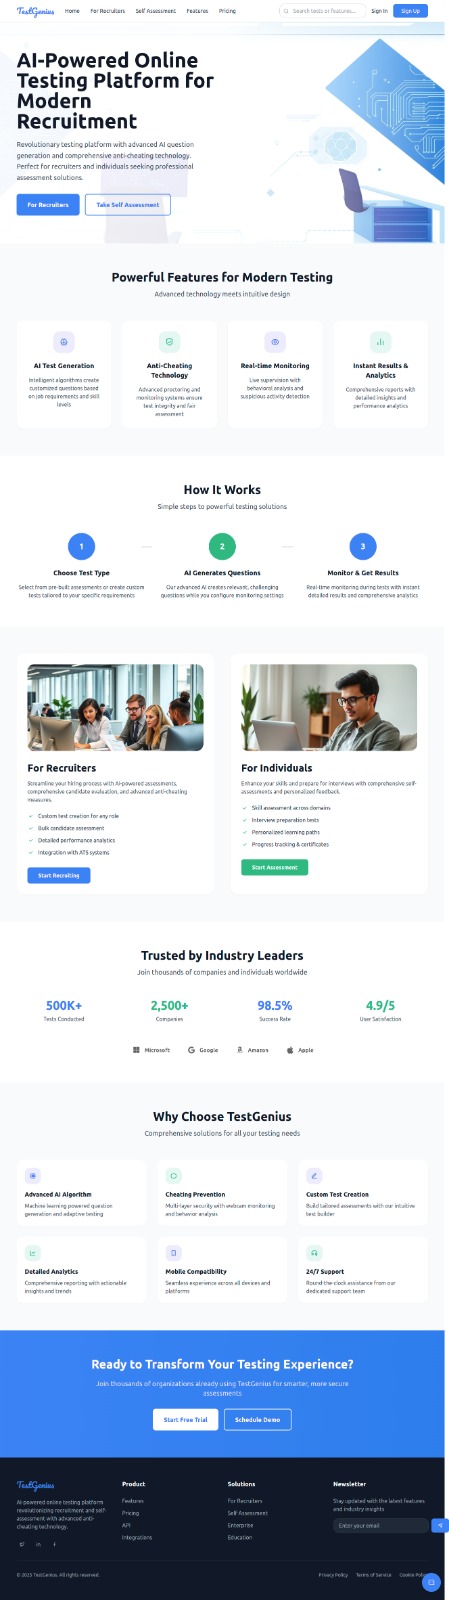 TestGenius Home For Recruiters Self Assessment Features Pricing Search tests or features... Sign In Sign Up
AI-Powered Online
Testing Platform for
Modern
Recruitment
Revolutionary testing platform with advanced AI question
generation and comprehensive anti-cheating technology.
Perfect for recruiters and individuals seeking professional
assessment solutions.
For Recruiters Take Self Assessment
Powerful Features for Modern Testing
Advanced technology meets intuitive design
AI Test Generation
Intelligent algorithms create
customized questions based
on job requirements and skill
levels
Anti-Cheating
Technology
Advanced proctoring and
monitoring systems ensure
test integrity and fair
assessment
Real-time Monitoring
Live supervision with
behavioral analysis and
suspicious activity detection
Instant Results &
Analytics
Comprehensive reports with
detailed insights and
performance analytics
How It Works
Simple steps to powerful testing solutions
1
Choose Test Type
Select from pre-built assessments or create custom
tests tailored to your specific requirements
2
AI Generates Questions
Our advanced AI creates relevant, challenging
questions while you configure monitoring settings
3
Monitor & Get Results
Real-time monitoring during tests with instant
detailed results and comprehensive analytics
For Recruiters
Streamline your hiring process with AI-powered assessments,
comprehensive candidate evaluation, and advanced anti-cheating
measures.
Custom test creation for any role
Bulk candidate assessment
Detailed performance analytics
Integration with ATS systems
Start Recruiting
For Individuals
Enhance your skills and prepare for interviews with comprehensive self-
assessments and personalized feedback.
Skill assessment across domains
Interview preparation tests
Personalized learning paths
Progress tracking & certificates
Start Assessment
Trusted by Industry Leaders
Join thousands of companies and individuals worldwide
500K+
Tests Conducted
2,500+
Companies
98.5%
Success Rate
4.9/5
User Satisfaction
Microsoft Google Amazon Apple
Why Choose TestGenius
Comprehensive solutions for all your testing needs
Advanced AI Algorithm
Machine learning powered question
generation and adaptive testing
Cheating Prevention
Multi-layer security with webcam monitoring
and behavior analysis
Custom Test Creation
Build tailored assessments with our intuitive
test builder
Detailed Analytics
Comprehensive reporting with actionable
insights and trends
Mobile Compatibility
Seamless experience across all devices and
platforms
24/7 Support
Round-the-clock assistance from our
dedicated support team
Ready to Transform Your Testing Experience?
Join thousands of organizations already using TestGenius for smarter, more secure
assessments
Start Free Trial Schedule Demo
TestGenius
AI-powered online testing platform
revolutionizing recruitment and self-
assessment with advanced anti-
cheating technology.
Product
Features
Pricing
API
Integrations
Solutions
For Recruiters
Self Assessment
Enterprise
Education
Newsletter
Stay updated with the latest features
and industry insights
Enter your email
© 2025 TestGenius. All rights reserved.
Privacy Policy Terms of Service Cookie